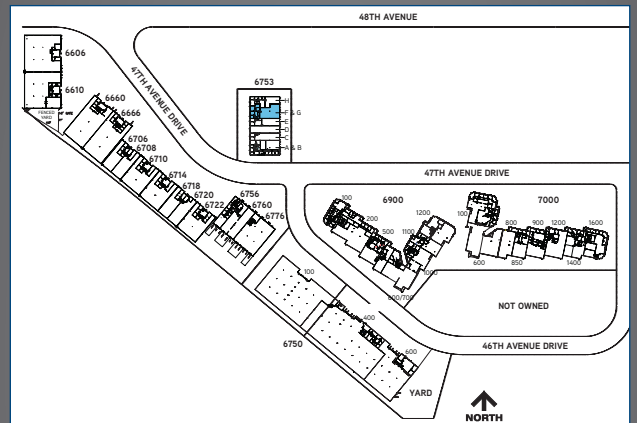 48TH AVENUE
6606
6610
FENCED
YARD
47TH AVENUE DRIVE
6660
6666
6706
6708
6710
6714
6718
6720
6722
6756
6760
6776
6753
H
F & G
E
D
C
A & B
47TH AVENUE DRIVE
6900
100
200
500
1200
1100
1000
600/700
7000
100
800
900
1200
1600
600
850
1400
NOT OWNED
100
400
600
6750
46TH AVENUE DRIVE
YARD
NORTH